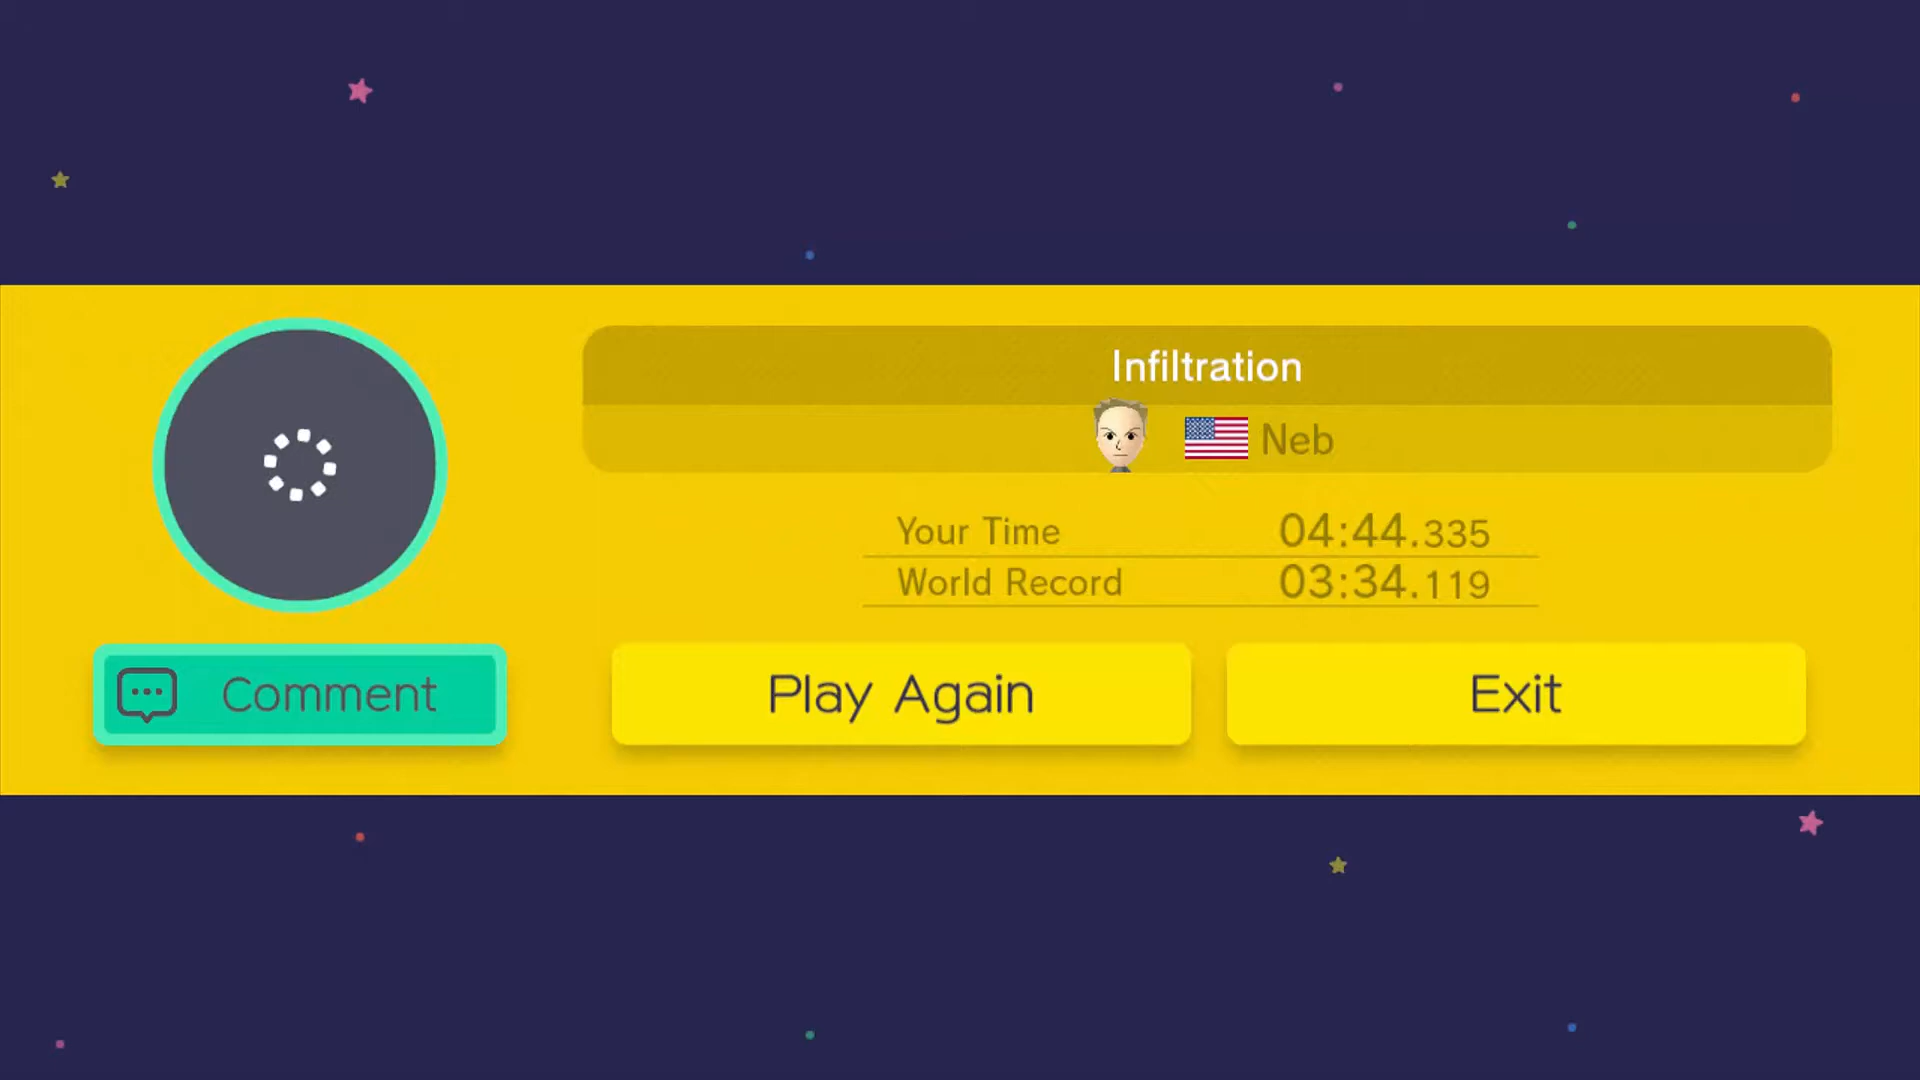 Infiltration
Neb
Your Time 04:44.335
World Record 03:34.119
Comment
Play Again
Exit